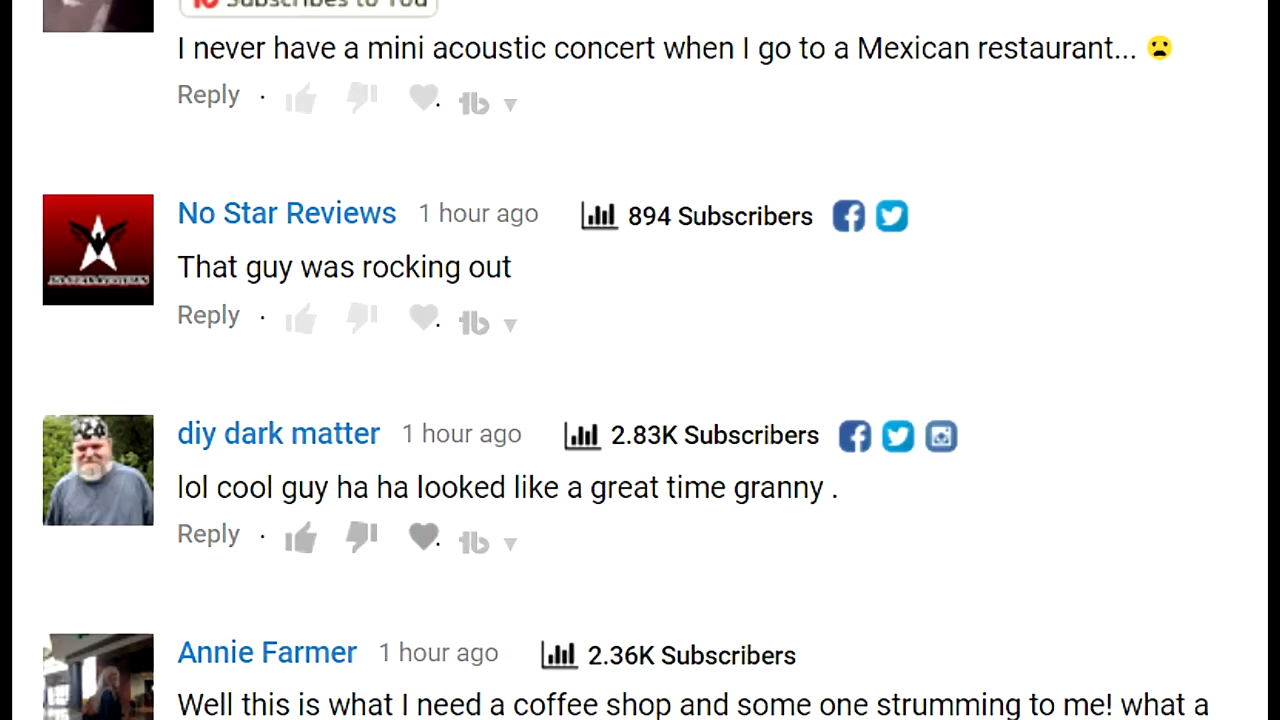 Subscribes to You
I never have a mini acoustic concert when I go to a Mexican restaurant... 😦
Reply ·
No Star Reviews 1 hour ago 894 Subscribers
That guy was rocking out
Reply ·
diy dark matter 1 hour ago 2.83K Subscribers
lol cool guy ha ha looked like a great time granny .
Reply ·
Annie Farmer 1 hour ago 2.36K Subscribers
Well this is what I need a coffee shop and some one strumming to me! what a